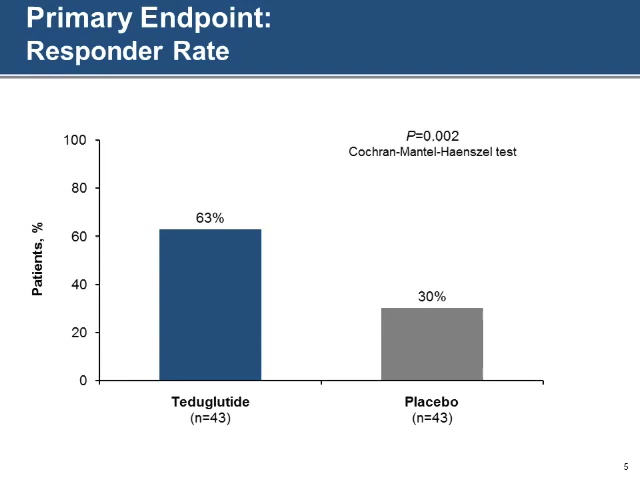 Primary Endpoint:
Responder Rate
P=0.002
Cochran-Mantel-Haenszel test
Patients, %
100
80
60
40
20
0
63%
30%
Teduglutide
(n=43)
Placebo
(n=43)
5